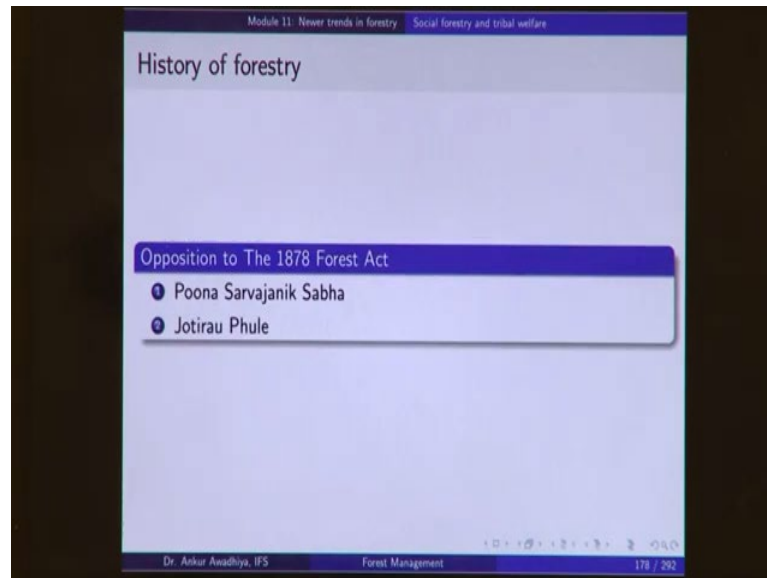 Module 11: Newer trends in forestry Social forestry and tribal welfare
History of forestry
Opposition to The 1878 Forest Act
1 Poona Sarvajanik Sabha
2 Jotirau Phule
Dr. Ankur Awadhiya, IFS Forest Management 178 / 292